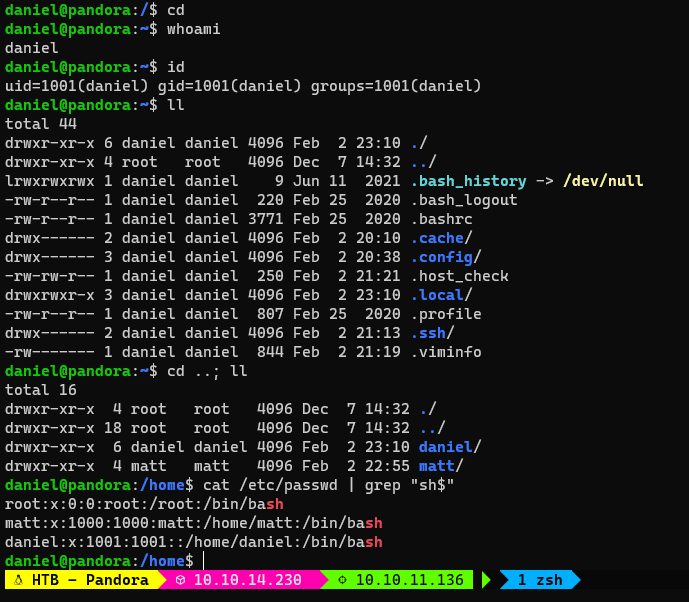 daniel@pandora:/$ cd
daniel@pandora:~$ whoami
daniel
daniel@pandora:~$ id
uid=1001(daniel) gid=1001(daniel) groups=1001(daniel)
daniel@pandora:~$ ll
total 44
drwxr-xr-x 6 daniel daniel 4096 Feb  2 23:10 ./
drwxr-xr-x 4 root   root   4096 Dec  7 14:32 ../
lrwxrwxrwx 1 daniel daniel    9 Jun 11  2021 .bash_history -> /dev/null
-rw-r--r-- 1 daniel daniel  220 Feb 25  2020 .bash_logout
-rw-r--r-- 1 daniel daniel 3771 Feb 25  2020 .bashrc
drwx------ 2 daniel daniel 4096 Feb  2 20:10 .cache/
drwx------ 3 daniel daniel 4096 Feb  2 20:38 .config/
-rw-rw-r-- 1 daniel daniel  250 Feb  2 21:21 .host_check
drwxrwxr-x 3 daniel daniel 4096 Feb  2 23:10 .local/
-rw-r--r-- 1 daniel daniel  807 Feb 25  2020 .profile
drwx------ 2 daniel daniel 4096 Feb  2 21:13 .ssh/
-rw------- 1 daniel daniel  844 Feb  2 21:19 .viminfo
daniel@pandora:~$ cd ..; ll
total 16
drwxr-xr-x  4 root   root   4096 Dec  7 14:32 ./
drwxr-xr-x 18 root   root   4096 Dec  7 14:32 ../
drwxr-xr-x  6 daniel daniel 4096 Feb  2 23:10 daniel/
drwxr-xr-x  4 matt   matt   4096 Feb  2 22:55 matt/
daniel@pandora:/home$ cat /etc/passwd | grep "sh$"
root:x:0:0:root:/root:/bin/bash
matt:x:1000:1000:matt:/home/matt:/bin/bash
daniel:x:1001:1001::/home/daniel:/bin/bash
daniel@pandora:/home$
HTB - Pandora 10.10.14.230 10.10.11.136 1 zsh